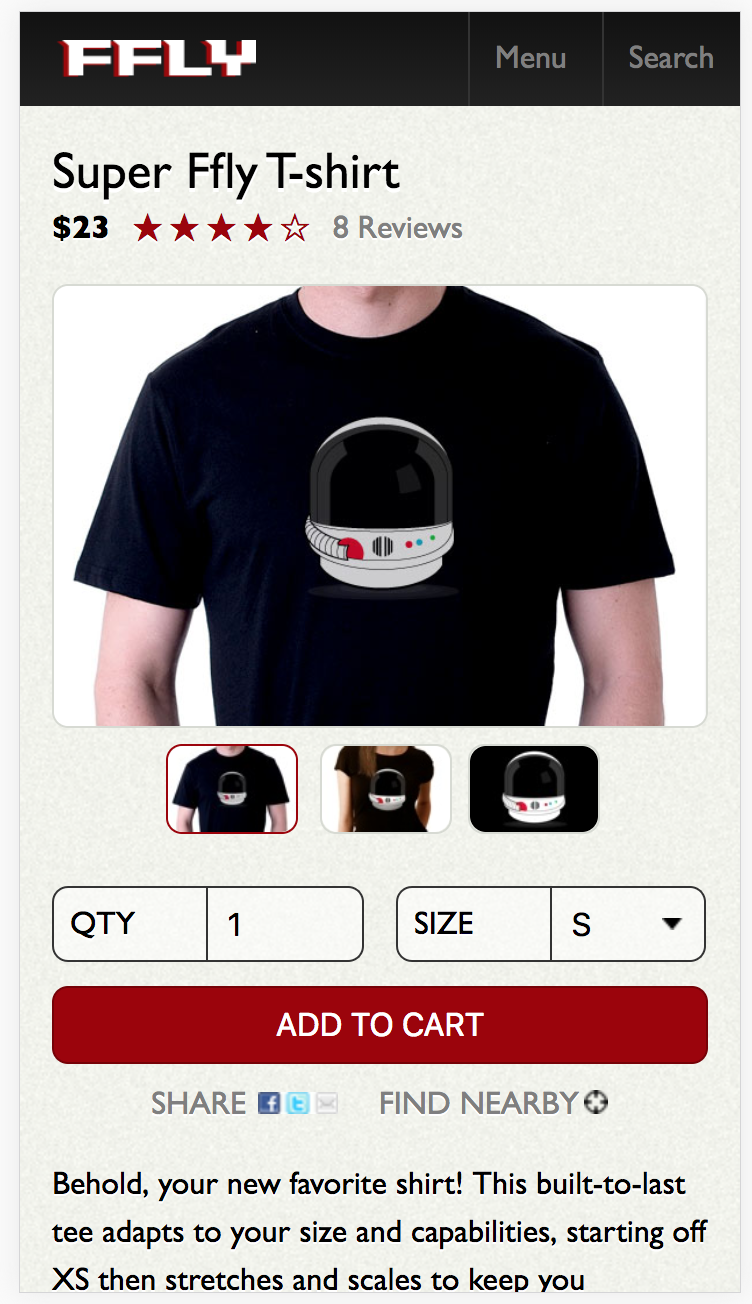 FFLY
Menu
Search
Super Ffly T-shirt
$23 ★★★★☆ 8 Reviews
QTY 1
SIZE S
ADD TO CART
SHARE
FIND NEARBY
Behold, your new favorite shirt! This built-to-last
tee adapts to your size and capabilities, starting off
XS then stretches and scales to keep you